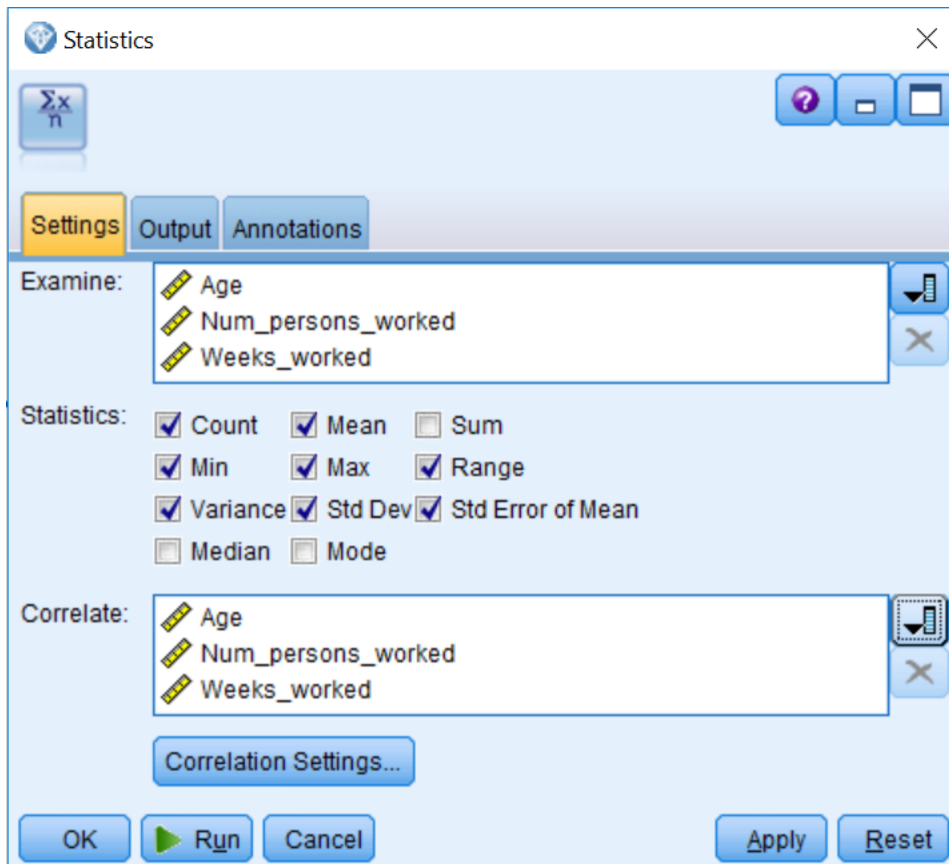 Statistics
Σx
n
?
Settings Output Annotations
Examine: Age
Num_persons_worked
Weeks_worked
Statistics: Count Mean Sum
Min Max Range
Variance Std Dev Std Error of Mean
Median Mode
Correlate: Age
Num_persons_worked
Weeks_worked
Correlation Settings...
OK Run Cancel Apply Reset